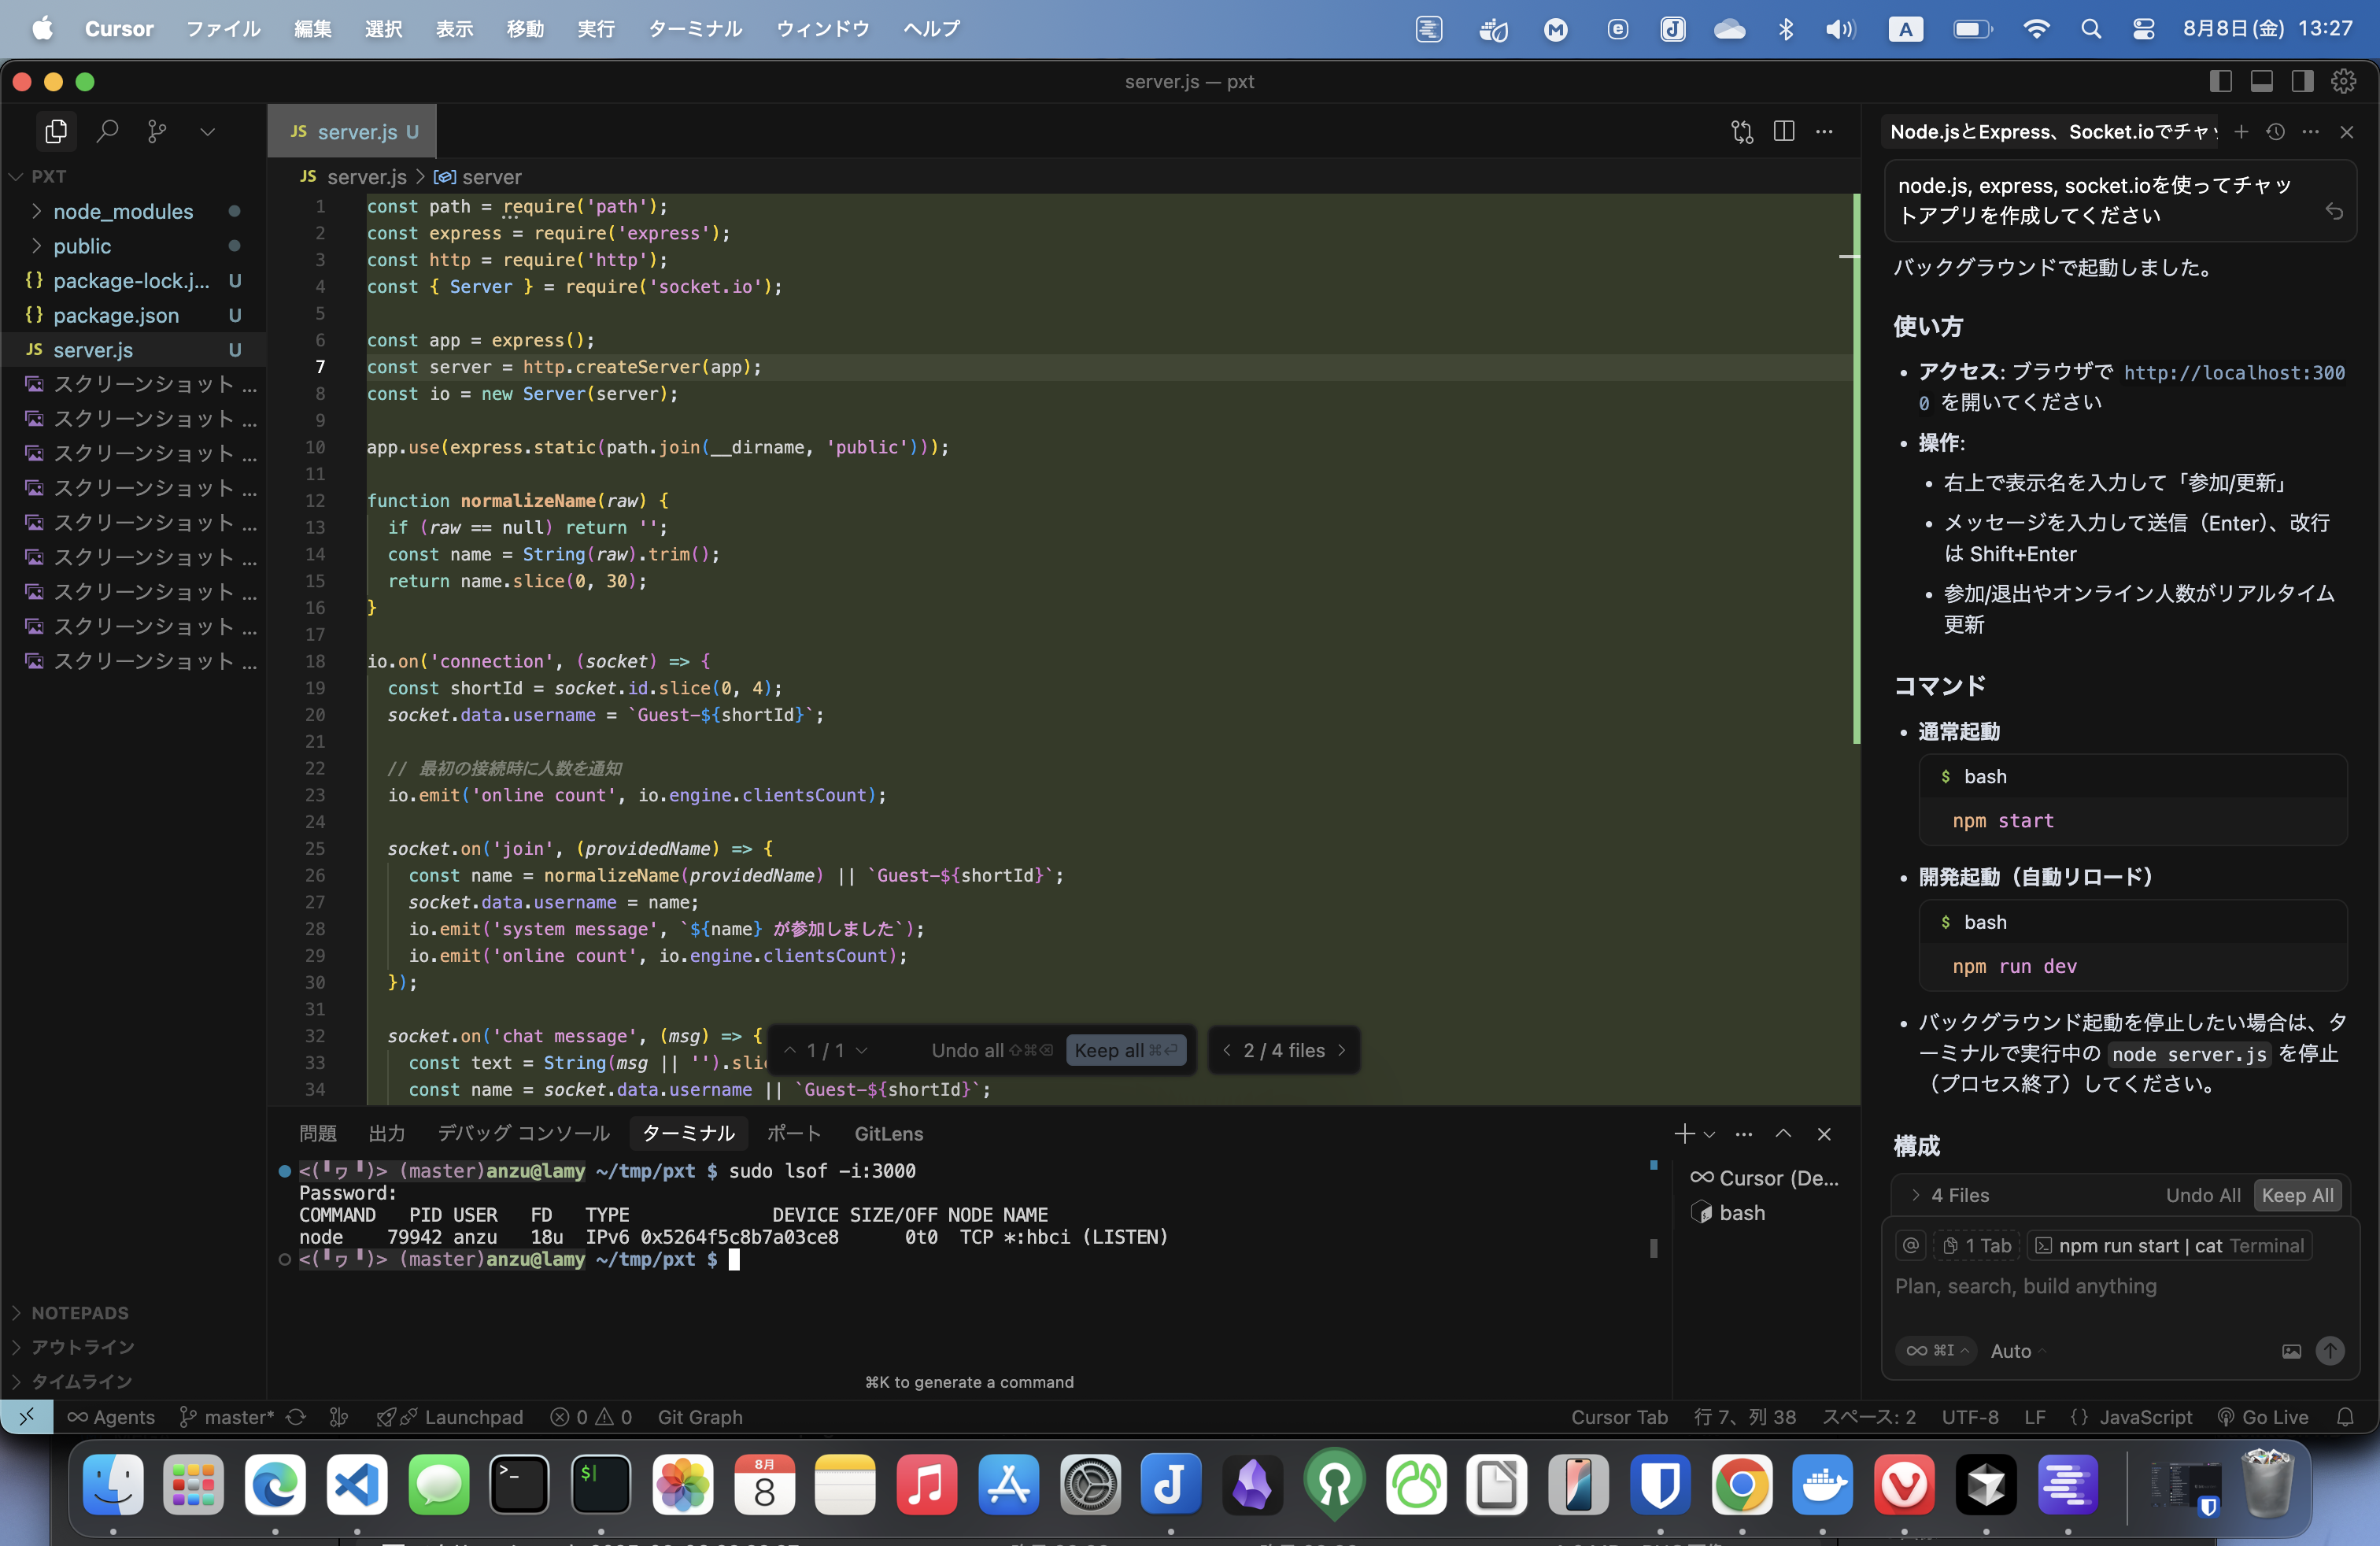 Cursor ファイル 編集 選択 表示 移動 実行 ターミナル ウィンドウ ヘルプ A 8月8日(金) 13:27
server.js — pxt
JS server.js U
JS server.js > server
PXT
node_modules
public
{} package-lock.j... U
{} package.json U
JS server.js U
スクリーンショット ...
スクリーンショット ...
スクリーンショット ...
スクリーンショット ...
スクリーンショット ...
スクリーンショット ...
スクリーンショット ...
スクリーンショット ...
スクリーンショット ...
NOTEPADS
アウトライン
タイムライン
1 const path = require('path');
2 const express = require('express');
3 const http = require('http');
4 const { Server } = require('socket.io');
5
6 const app = express();
7 const server = http.createServer(app);
8 const io = new Server(server);
9
10 app.use(express.static(path.join(__dirname, 'public')));
11
12 function normalizeName(raw) {
13 if (raw == null) return '';
14 const name = String(raw).trim();
15 return name.slice(0, 30);
16 }
17
18 io.on('connection', (socket) => {
19 const shortId = socket.id.slice(0, 4);
20 socket.data.username = `Guest-${shortId}`;
21
22 // 最初の接続時に人数を通知
23 io.emit('online count', io.engine.clientsCount);
24
25 socket.on('join', (providedName) => {
26 const name = normalizeName(providedName) || `Guest-${shortId}`;
27 socket.data.username = name;
28 io.emit('system message', `${name} が参加しました`);
29 io.emit('online count', io.engine.clientsCount);
30 });
31
32 socket.on('chat message', (msg) => {
33 const text = String(msg || '').slic
34 const name = socket.data.username || `Guest-${shortId}`;
1 / 1 Undo all ⇧⌘⌫ Keep all ⌘⏎ 2 / 4 files
問題 出力 デバッグ コンソール ターミナル ポート GitLens
<(╹ヮ╹)> (master)anzu@lamy ~/tmp/pxt $ sudo lsof -i:3000
Password:
COMMAND PID USER FD TYPE DEVICE SIZE/OFF NODE NAME
node 79942 anzu 18u IPv6 0x5264f5c8b7a03ce8 0t0 TCP *:hbci (LISTEN)
<(╹ヮ╹)> (master)anzu@lamy ~/tmp/pxt $
⌘K to generate a command
Cursor (De...
bash
Node.jsとExpress、Socket.ioでチャッ
node.js, express, socket.ioを使ってチャッ
トアプリを作成してください
バックグラウンドで起動しました。
使い方
• アクセス: ブラウザで http://localhost:300
0 を開いてください
• 操作:
• 右上で表示名を入力して「参加/更新」
• メッセージを入力して送信（Enter）、改行
は Shift+Enter
• 参加/退出やオンライン人数がリアルタイム
更新
コマンド
• 通常起動
$ bash
npm start
• 開発起動（自動リロード）
$ bash
npm run dev
• バックグラウンド起動を停止したい場合は、タ
ーミナルで実行中の node server.js を停止
（プロセス終了）してください。
構成
4 Files Undo All Keep All
@ 1 Tab npm run start | cat Terminal
Plan, search, build anything
∞ ⌘I Auto
Agents master* Launchpad 0 0 Git Graph Cursor Tab 行 7、列 38 スペース: 2 UTF-8 LF {} JavaScript Go Live
8月
8